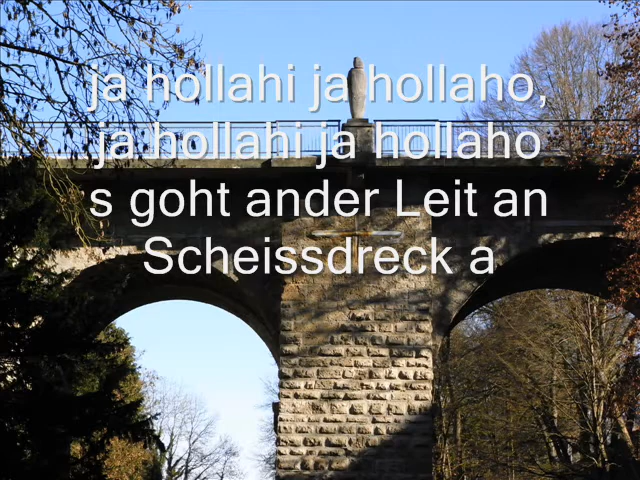 ja hollahi ja hollaho,
ja hollahi ja hollaho
s goht ander Leit an
Scheissdreck a